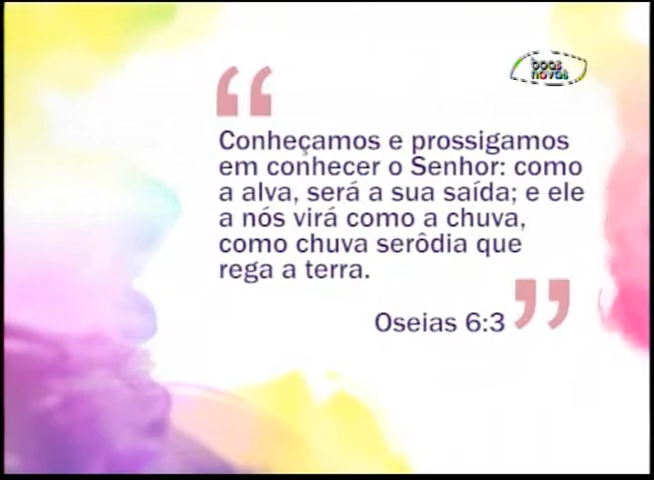 boas
novas
Conheçamos e prossigamos
em conhecer o Senhor: como
a alva, será a sua saída; e ele
a nós virá como a chuva,
como chuva serôdia que
rega a terra.
Oseias 6:3